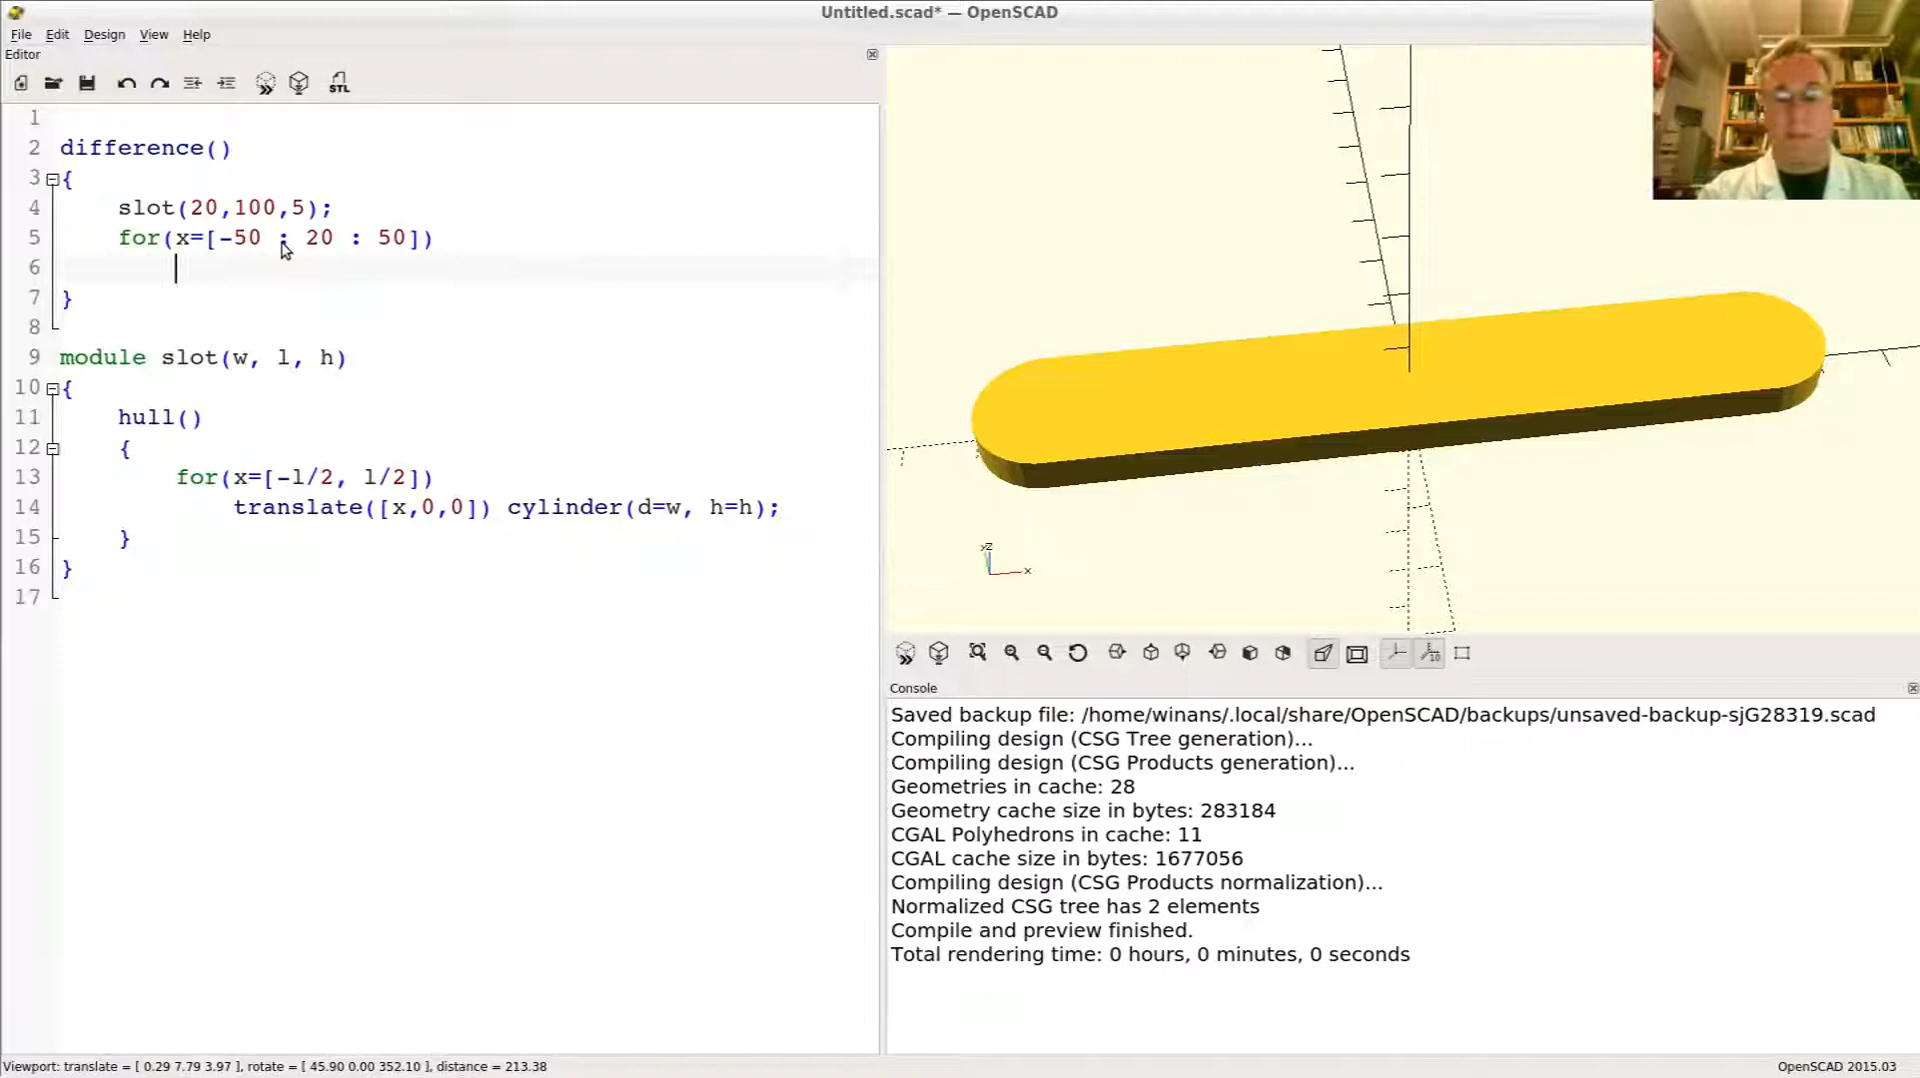 Untitled.scad* — OpenSCAD
File Edit Design View Help
Editor
STL
1
2 difference()
3 {
4 slot(20,100,5);
5 for(x=[-50 : 20 : 50])
6
7 }
8
9 module slot(w, l, h)
10 {
11 hull()
12 {
13 for(x=[-l/2, l/2])
14 translate([x,0,0]) cylinder(d=w, h=h);
15 }
16 }
17
z
y
x
10
Console
Saved backup file: /home/winans/.local/share/OpenSCAD/backups/unsaved-backup-sjG28319.scad
Compiling design (CSG Tree generation)...
Compiling design (CSG Products generation)...
Geometries in cache: 28
Geometry cache size in bytes: 283184
CGAL Polyhedrons in cache: 11
CGAL cache size in bytes: 1677056
Compiling design (CSG Products normalization)...
Normalized CSG tree has 2 elements
Compile and preview finished.
Total rendering time: 0 hours, 0 minutes, 0 seconds
Viewport: translate = [ 0.29 7.79 3.97 ], rotate = [ 45.90 0.00 352.10 ], distance = 213.38
OpenSCAD 2015.03